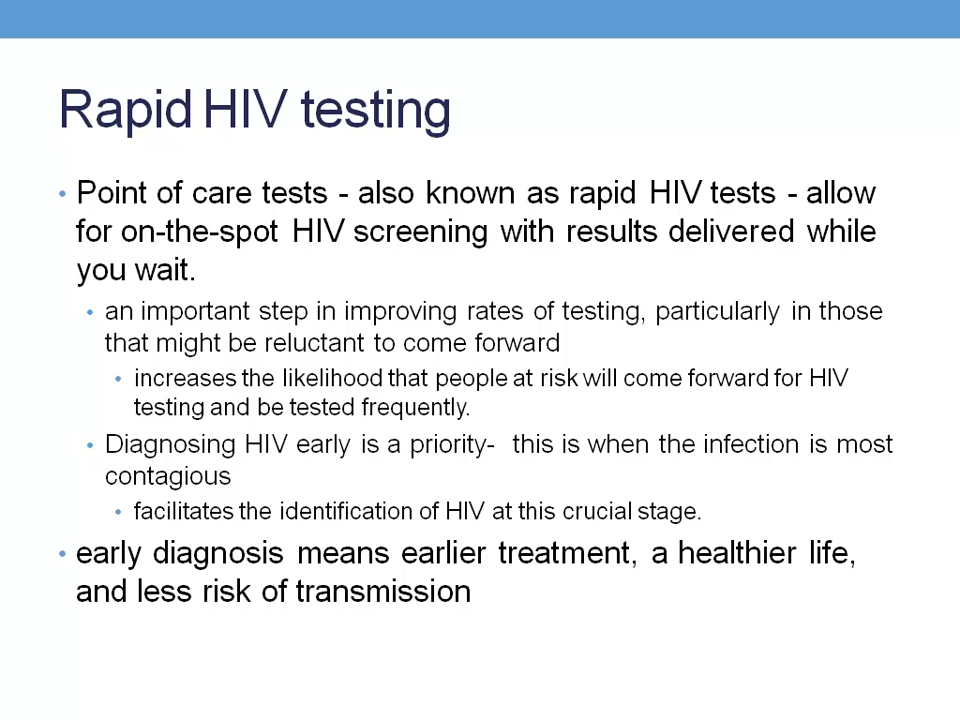 Rapid HIV testing
• Point of care tests - also known as rapid HIV tests - allow
for on-the-spot HIV screening with results delivered while
you wait.
• an important step in improving rates of testing, particularly in those
that might be reluctant to come forward
• increases the likelihood that people at risk will come forward for HIV
testing and be tested frequently.
• Diagnosing HIV early is a priority-  this is when the infection is most
contagious
• facilitates the identification of HIV at this crucial stage.
• early diagnosis means earlier treatment, a healthier life,
and less risk of transmission